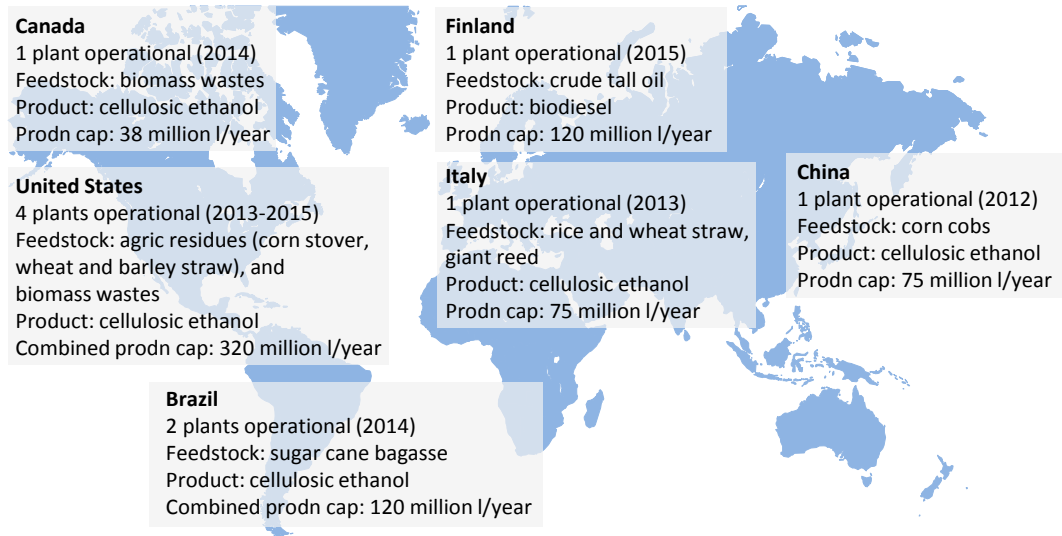 Canada
1 plant operational (2014)
Feedstock: biomass wastes
Product: cellulosic ethanol
Prodn cap: 38 million l/year
Finland
1 plant operational (2015)
Feedstock: crude tall oil
Product: biodiesel
Prodn cap: 120 million l/year
United States
4 plants operational (2013-2015)
Feedstock: agric residues (corn stover,
wheat and barley straw), and
biomass wastes
Product: cellulosic ethanol
Combined prodn cap: 320 million l/year
Italy
1 plant operational (2013)
Feedstock: rice and wheat straw,
giant reed
Product: cellulosic ethanol
Prodn cap: 75 million l/year
China
1 plant operational (2012)
Feedstock: corn cobs
Product: cellulosic ethanol
Prodn cap: 75 million l/year
Brazil
2 plants operational (2014)
Feedstock: sugar cane bagasse
Product: cellulosic ethanol
Combined prodn cap: 120 million l/year